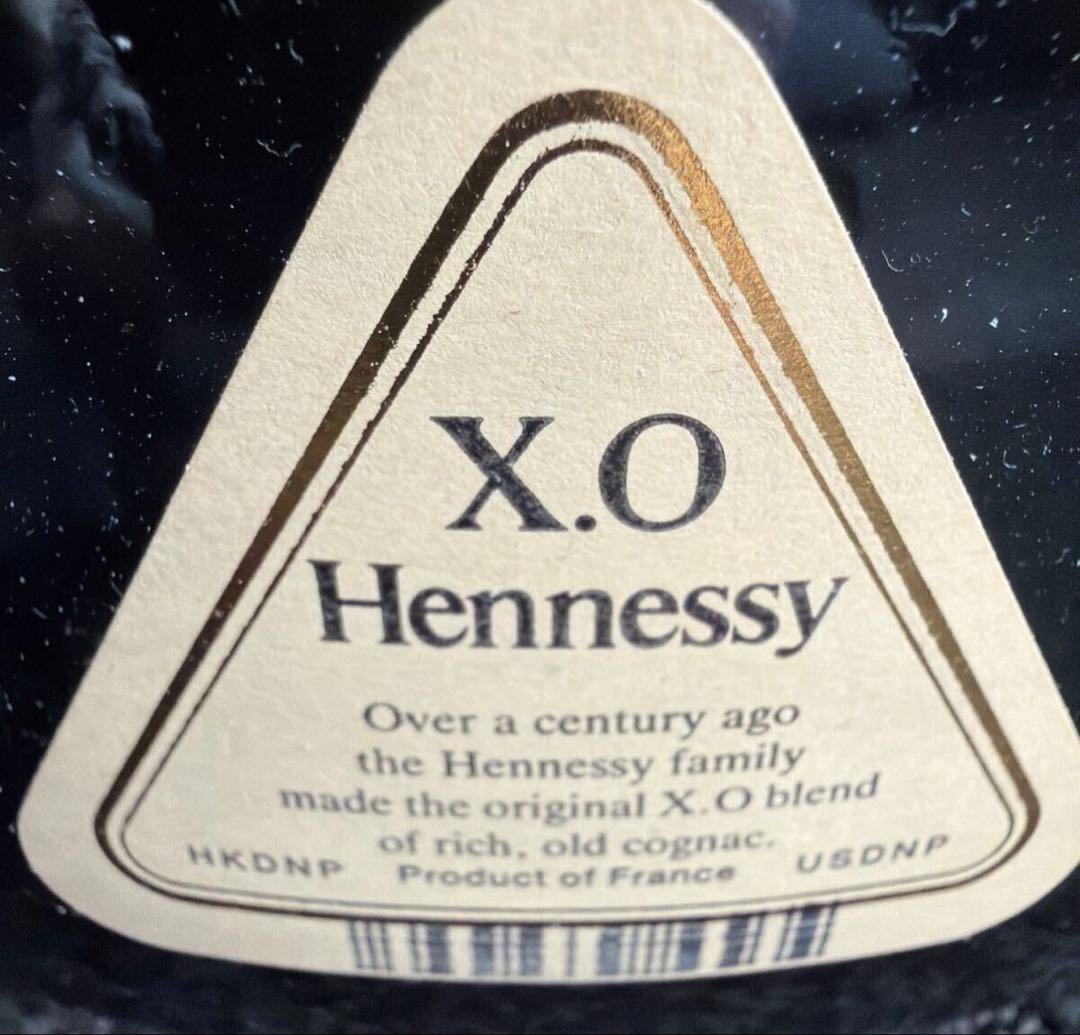 X.O
Hennessy
Over a century ago
the Hennessy family
made the original X.O blend
of rich, old cognac.
HKDNP Product of France USDNP